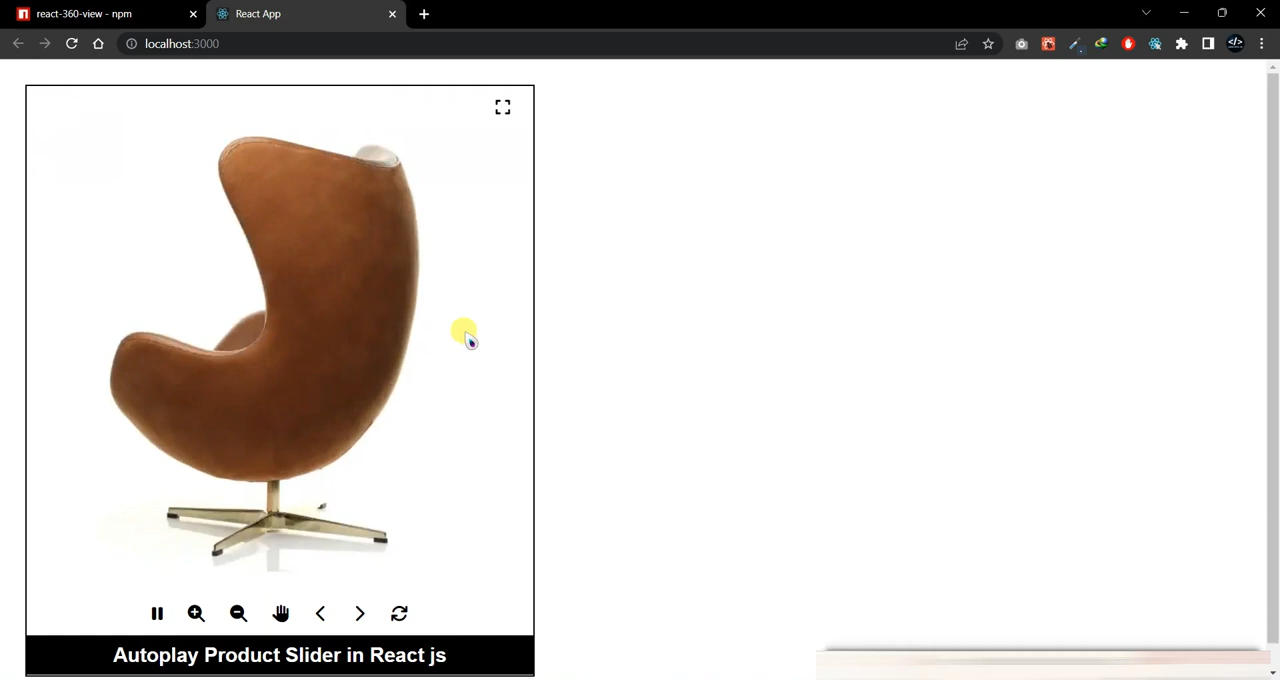 react-360-view - npm
React App
localhost:3000
Autoplay Product Slider in React js